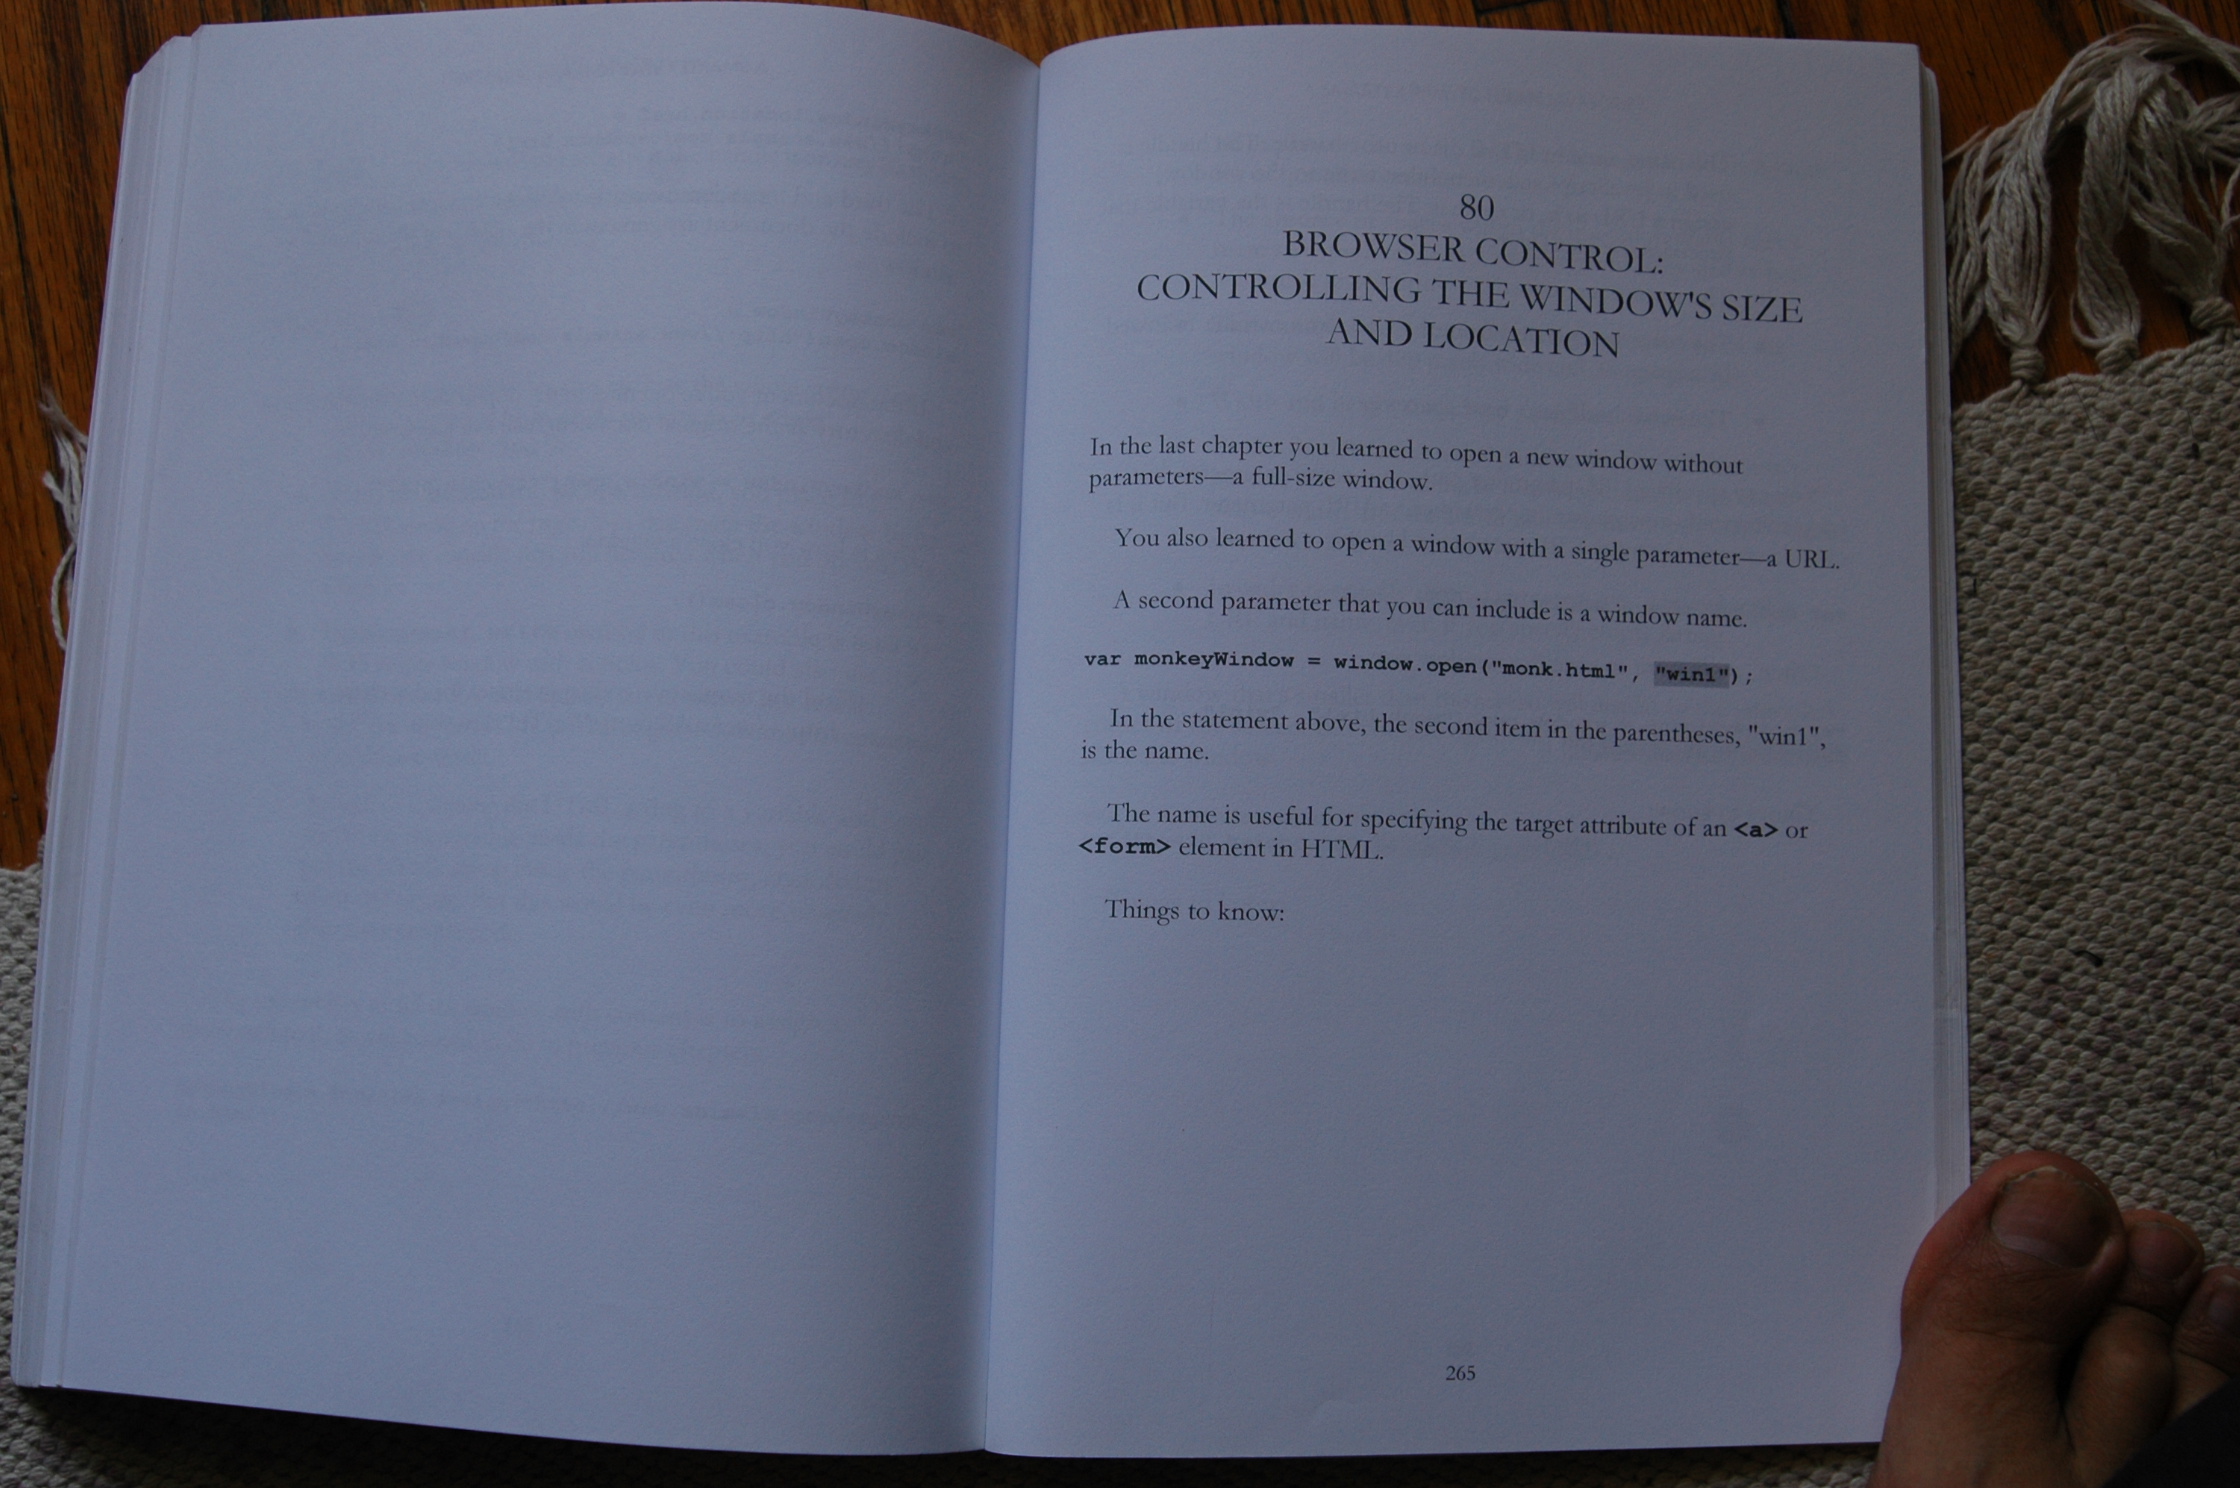 80
BROWSER CONTROL:
CONTROLLING THE WINDOW'S SIZE
AND LOCATION
In the last chapter you learned to open a new window without
parameters—a full-size window.
You also learned to open a window with a single parameter—a URL.
A second parameter that you can include is a window name.
var monkeyWindow = window.open("monk.html", "win1");
In the statement above, the second item in the parentheses, "win1",
is the name.
The name is useful for specifying the target attribute of an <a> or
<form> element in HTML.
Things to know:
265